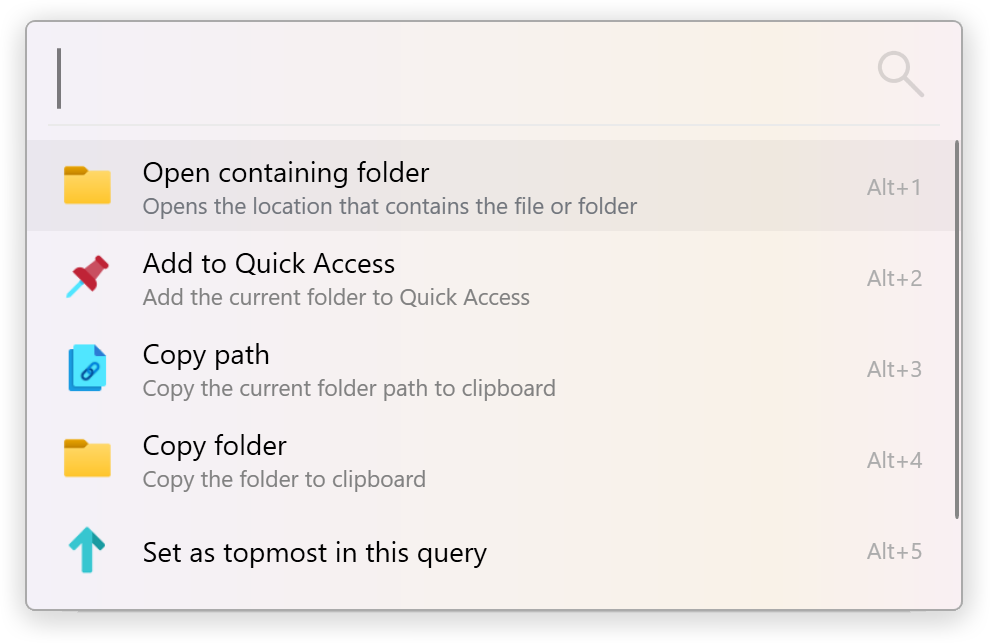 Open containing folder
Opens the location that contains the file or folder
Alt+1
Add to Quick Access
Add the current folder to Quick Access
Alt+2
Copy path
Copy the current folder path to clipboard
Alt+3
Copy folder
Copy the folder to clipboard
Alt+4
Set as topmost in this query
Alt+5